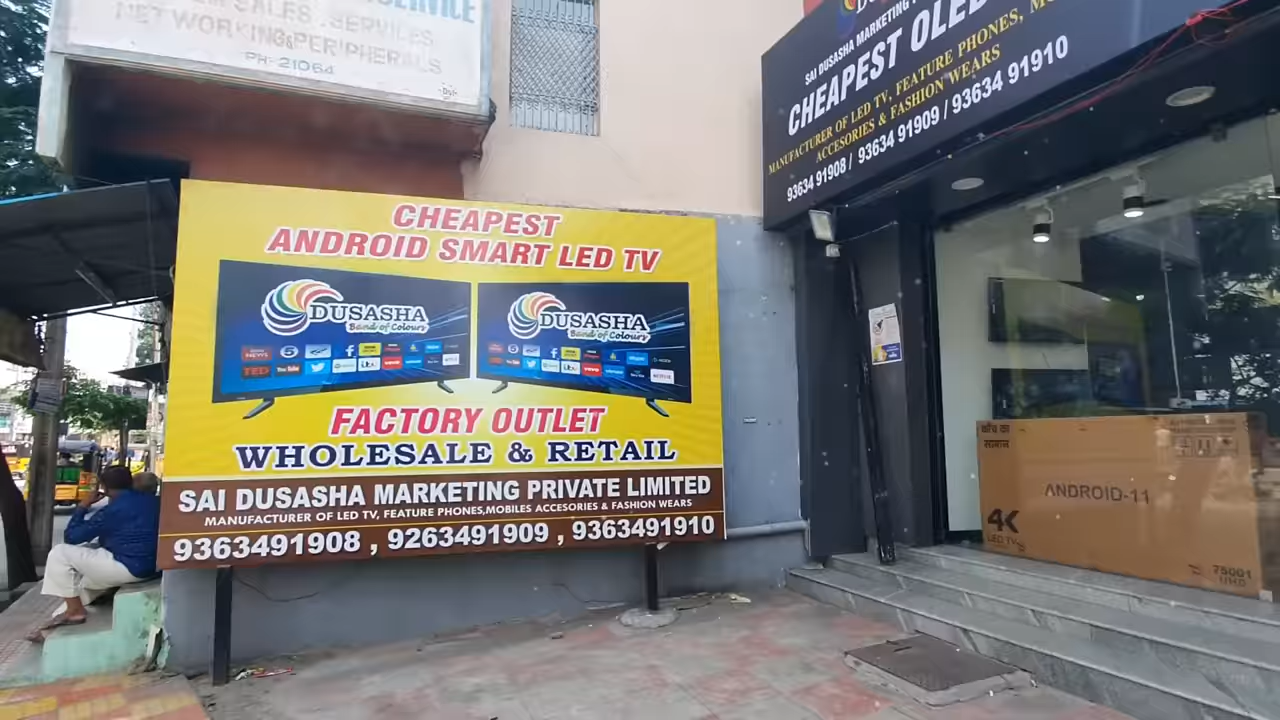 SALES SERVICES
NETWORKING&PERIPHERALS
PH-21064
SAI DUSASHA MARKETING
CHEAPEST OLED
MANUFACTURER OF LED TV, FEATURE PHONES,
ACCESORIES & FASHION WEARS
93634 91908 / 93634 91909 / 93634 91910
CHEAPEST
ANDROID SMART LED TV
DUSASHA
Band of Colours
DUSASHA
Band of Colours
TED YouTube
NETFLIX
FACTORY OUTLET
WHOLESALE & RETAIL
SAI DUSASHA MARKETING PRIVATE LIMITED
MANUFACTURER OF LED TV, FEATURE PHONES,MOBILES ACCESORIES & FASHION WEARS
9363491908 , 9263491909 , 9363491910
काँच का
सामान
ANDROID-11
4K
LED TV
75001
UHD